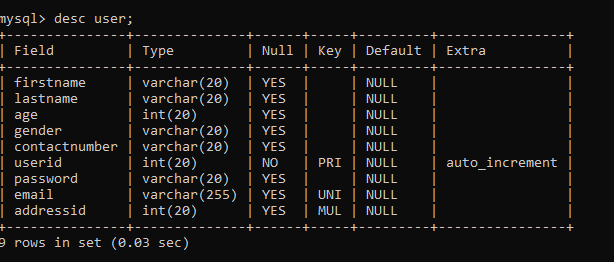 mysql> desc user;
+---------------+--------------+------+-----+---------+----------------+
| Field         | Type         | Null | Key | Default | Extra          |
+---------------+--------------+------+-----+---------+----------------+
| firstname     | varchar(20)  | YES  |     | NULL    |                |
| lastname      | varchar(20)  | YES  |     | NULL    |                |
| age           | int(20)      | YES  |     | NULL    |                |
| gender        | varchar(20)  | YES  |     | NULL    |                |
| contactnumber | varchar(20)  | YES  |     | NULL    |                |
| userid        | int(20)      | NO   | PRI | NULL    | auto_increment |
| password      | varchar(20)  | YES  |     | NULL    |                |
| email         | varchar(255) | YES  | UNI | NULL    |                |
| addressid     | int(20)      | YES  | MUL | NULL    |                |
+---------------+--------------+------+-----+---------+----------------+
9 rows in set (0.03 sec)